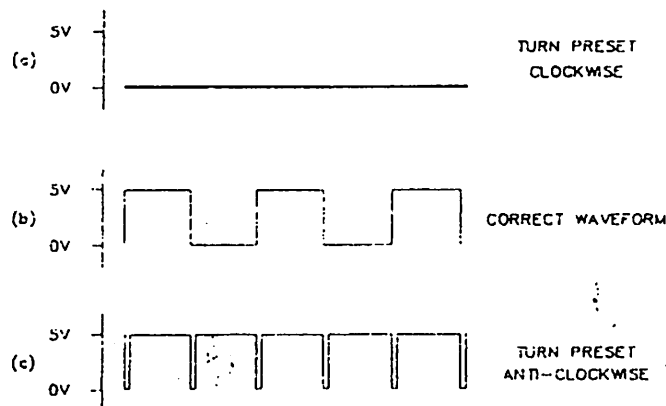 5V
(c)
0V
TURN PRESET
CLOCKWISE
5V
(b)
0V
CORRECT WAVEFORM
5V
(c)
0V
TURN PRESET
ANTI-CLOCKWISE